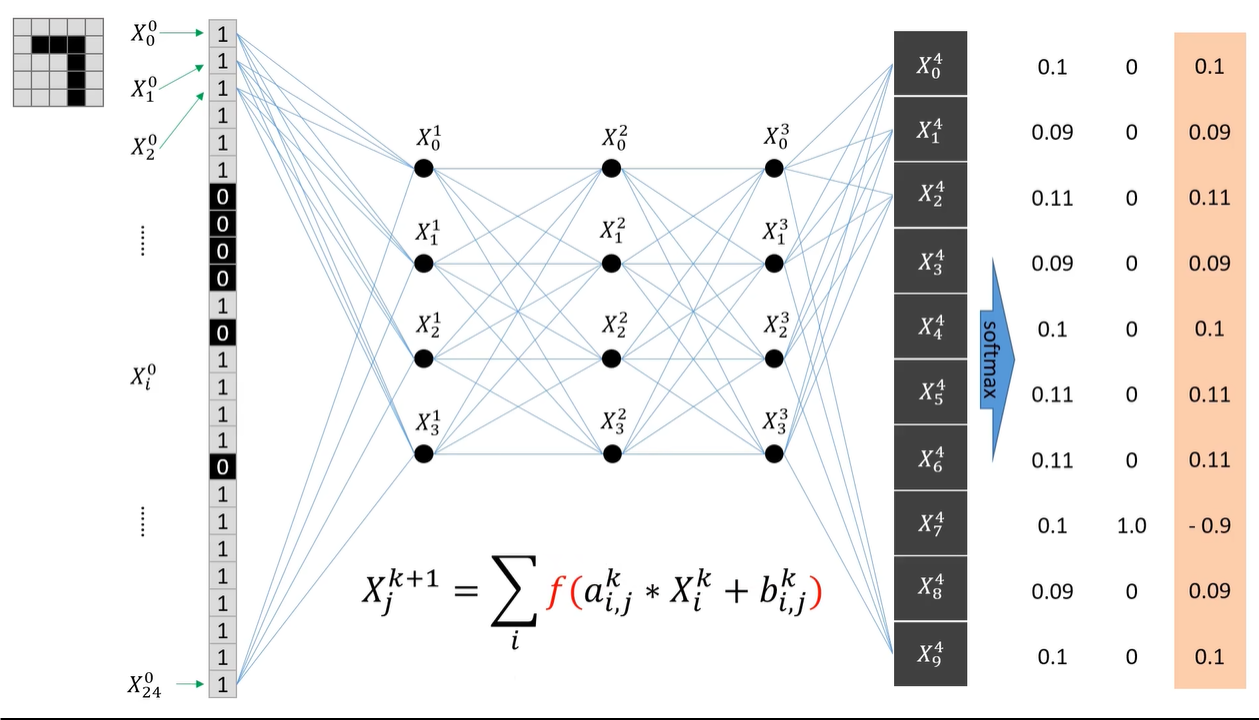 X_0^0
X_1^0
X_2^0
......
X_i^0
......
X_24^0
1
1
1
1
1
1
0
0
0
0
1
0
1
1
1
1
0
1
1
1
1
1
1
1
1
X_0^1
X_1^1
X_2^1
X_3^1
X_0^2
X_1^2
X_2^2
X_3^2
X_0^3
X_1^3
X_2^3
X_3^3
X_j^{k+1} = ∑_i f(a_{i,j}^k * X_i^k + b_{i,j}^k)
X_0^4
X_1^4
X_2^4
X_3^4
X_4^4
X_5^4
X_6^4
X_7^4
X_8^4
X_9^4
softmax
0.1 0 0.1
0.09 0 0.09
0.11 0 0.11
0.09 0 0.09
0.1 0 0.1
0.11 0 0.11
0.11 0 0.11
0.1 1.0 - 0.9
0.09 0 0.09
0.1 0 0.1